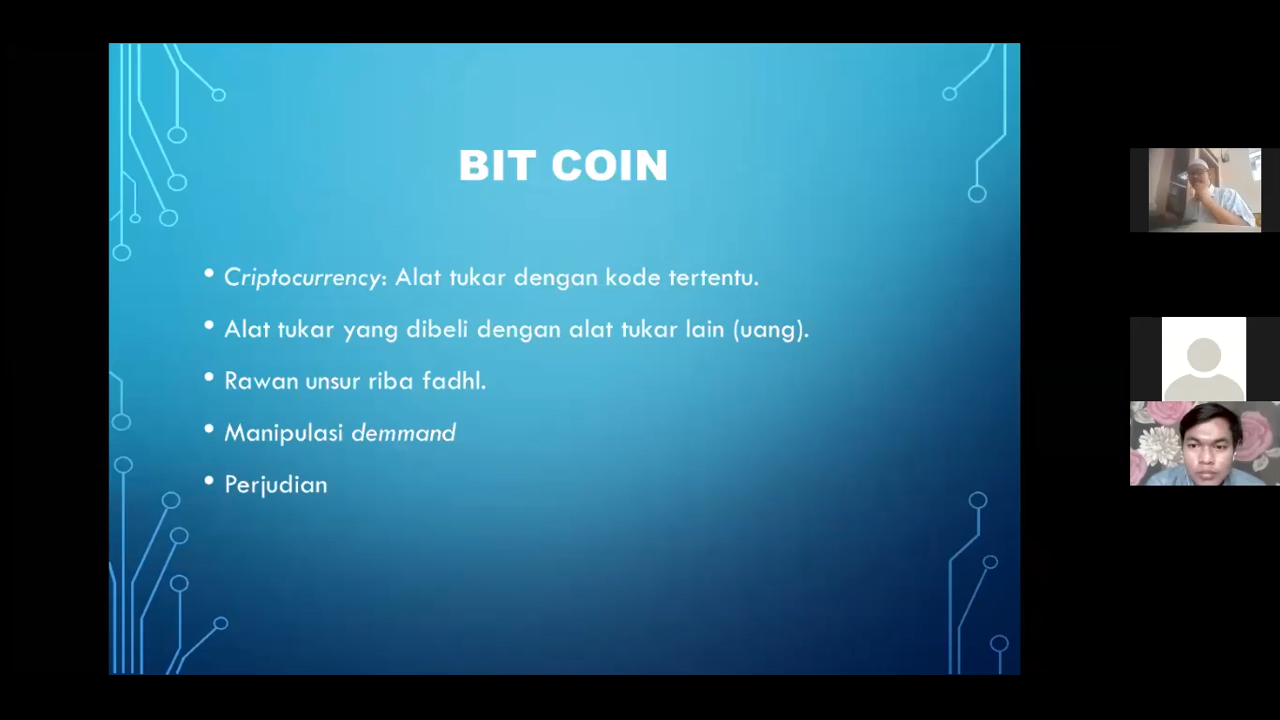 BIT COIN
• Criptocurrency: Alat tukar dengan kode tertentu.
• Alat tukar yang dibeli dengan alat tukar lain (uang).
• Rawan unsur riba fadhl.
• Manipulasi demmand
• Perjudian